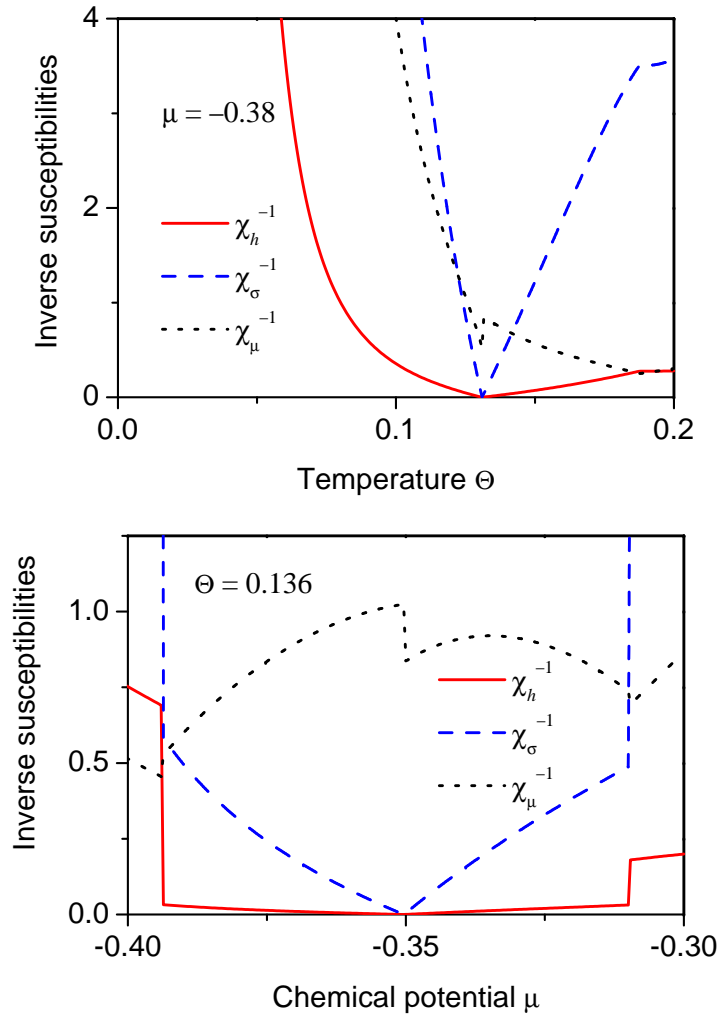 4
2
0
Inverse susceptibilities
μ = –0.38
χh–1
χσ–1
χμ–1
0.0
0.1
0.2
Temperature Θ
1.0
0.5
0.0
Inverse susceptibilities
Θ = 0.136
χh–1
χσ–1
χμ–1
-0.40
-0.35
-0.30
Chemical potential μ